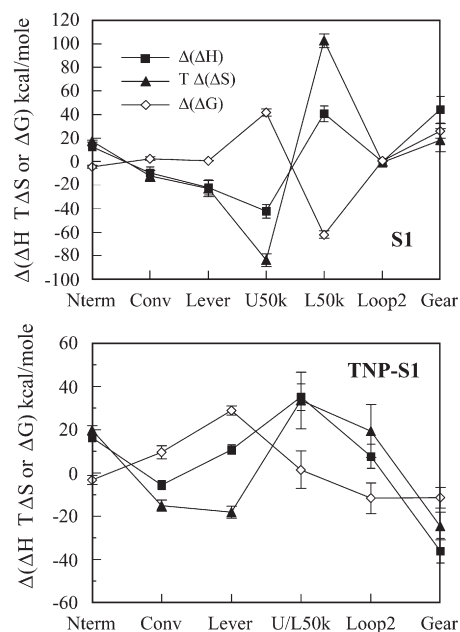 Δ(ΔH TΔS or ΔG) kcal/mole
120
100
80
60
40
20
0
-20
-40
-60
-80
-100
Δ(ΔH)
T Δ(ΔS)
Δ(ΔG)
S1
Nterm Conv Lever U50k L50k Loop2 Gear
Δ(ΔH TΔS or ΔG) kcal/mole
60
40
20
0
-20
-40
-60
TNP-S1
Nterm Conv Lever U/L50k Loop2 Gear